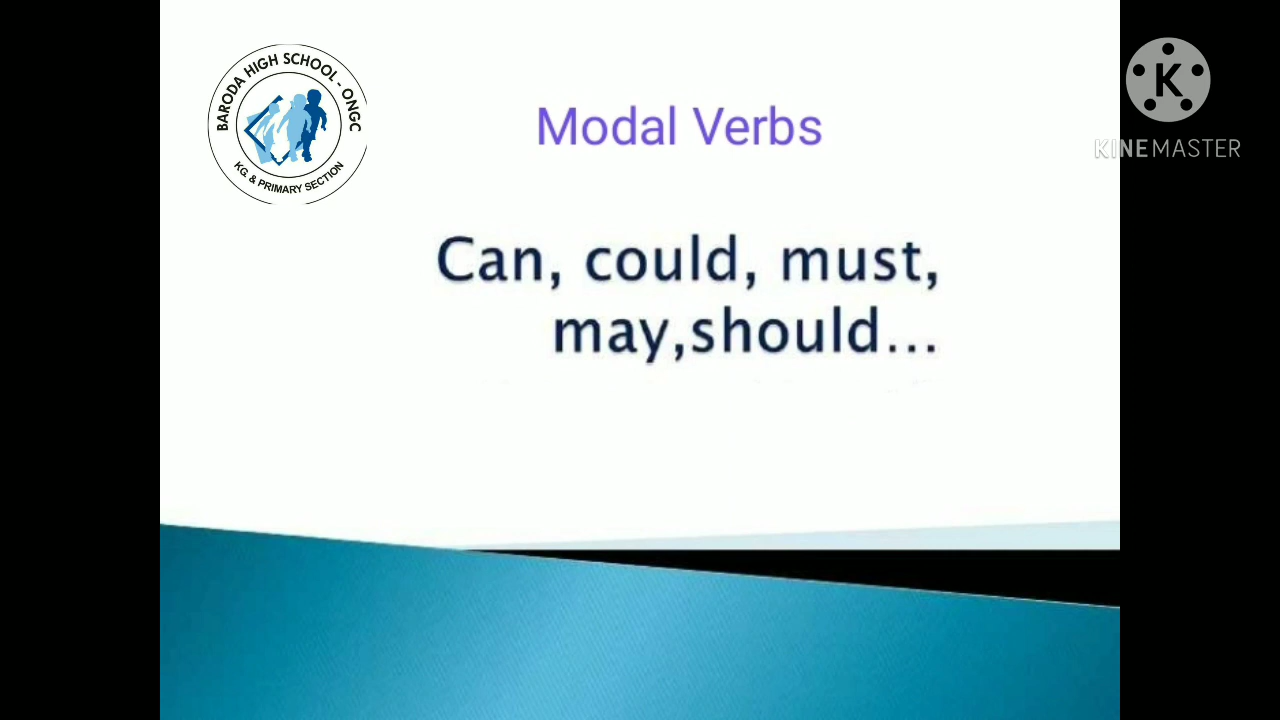 BARODA HIGH SCHOOL - ONGC
KG & PRIMARY SECTION
Modal Verbs
K
KINEMASTER
Can, could, must,
may,should...